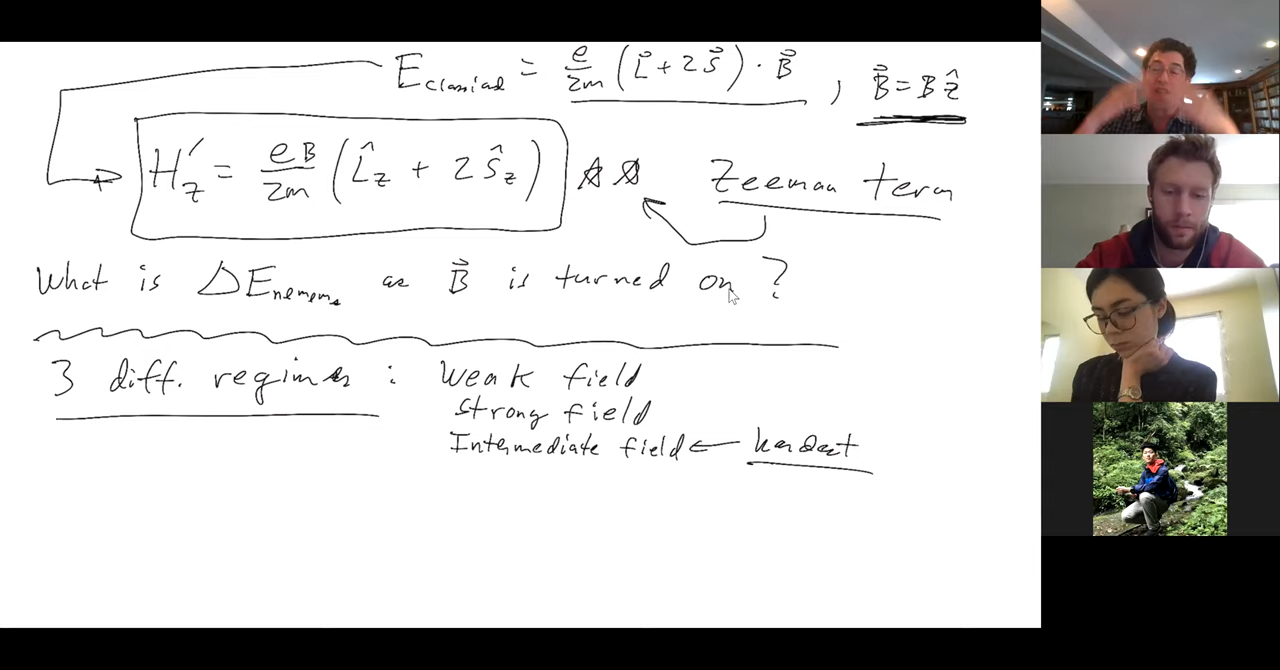 E_classical = e/2m (L⃗ + 2S⃗) · B⃗ , B⃗ = B ẑ
H'_z = eB/2m (L̂_z + 2Ŝ_z) Zeeman term
What is ΔE as B⃗ is turned on ?
3 diff. regimes : Weak field
Strong field
Intermediate field ← hardest